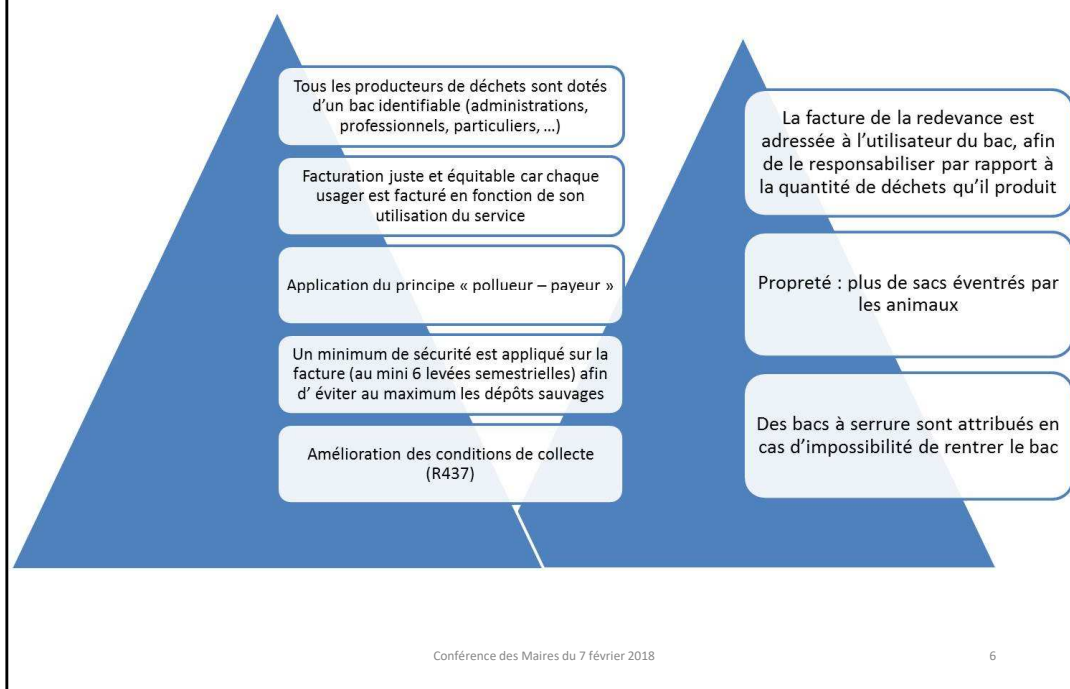 Tous les producteurs de déchets sont dotés
d'un bac identifiable (administrations,
professionnels, particuliers, ...)
Facturation juste et équitable car chaque
usager est facturé en fonction de son
utilisation du service
Application du principe « pollueur – payeur »
Un minimum de sécurité est appliqué sur la
facture (au mini 6 levées semestrielles) afin
d' éviter au maximum les dépôts sauvages
Amélioration des conditions de collecte
(R437)
La facture de la redevance est
adressée à l'utilisateur du bac, afin
de le responsabiliser par rapport à
la quantité de déchets qu'il produit
Propreté : plus de sacs éventrés par
les animaux
Des bacs à serrure sont attribués en
cas d'impossibilité de rentrer le bac
Conférence des Maires du 7 février 2018
6